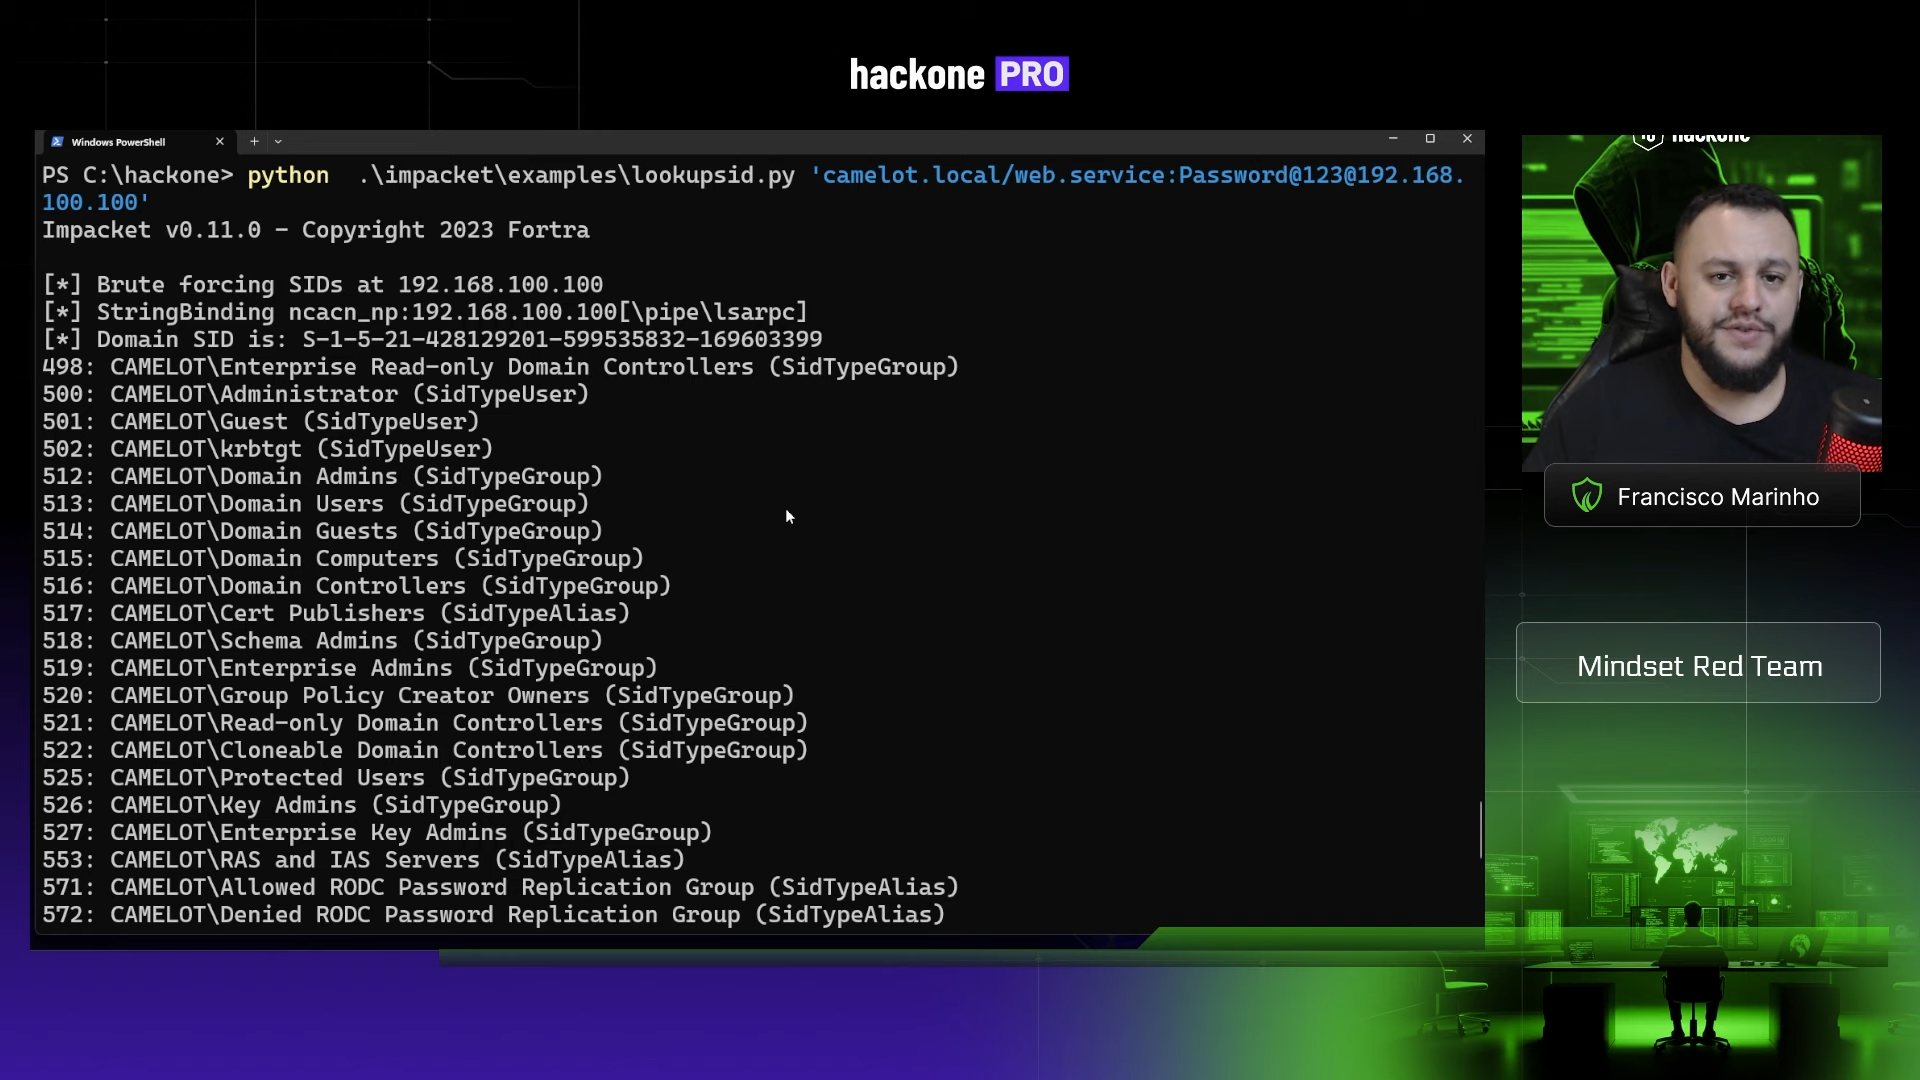 hackone PRO
Windows PowerShell
PS C:\hackone> python  .\impacket\examples\lookupsid.py 'camelot.local/web.service:Password@123@192.168.
100.100'
Impacket v0.11.0 - Copyright 2023 Fortra
[*] Brute forcing SIDs at 192.168.100.100
[*] StringBinding ncacn_np:192.168.100.100[\pipe\lsarpc]
[*] Domain SID is: S-1-5-21-428129201-599535832-169603399
498: CAMELOT\Enterprise Read-only Domain Controllers (SidTypeGroup)
500: CAMELOT\Administrator (SidTypeUser)
501: CAMELOT\Guest (SidTypeUser)
502: CAMELOT\krbtgt (SidTypeUser)
512: CAMELOT\Domain Admins (SidTypeGroup)
513: CAMELOT\Domain Users (SidTypeGroup)
514: CAMELOT\Domain Guests (SidTypeGroup)
515: CAMELOT\Domain Computers (SidTypeGroup)
516: CAMELOT\Domain Controllers (SidTypeGroup)
517: CAMELOT\Cert Publishers (SidTypeAlias)
518: CAMELOT\Schema Admins (SidTypeGroup)
519: CAMELOT\Enterprise Admins (SidTypeGroup)
520: CAMELOT\Group Policy Creator Owners (SidTypeGroup)
521: CAMELOT\Read-only Domain Controllers (SidTypeGroup)
522: CAMELOT\Cloneable Domain Controllers (SidTypeGroup)
525: CAMELOT\Protected Users (SidTypeGroup)
526: CAMELOT\Key Admins (SidTypeGroup)
527: CAMELOT\Enterprise Key Admins (SidTypeGroup)
553: CAMELOT\RAS and IAS Servers (SidTypeAlias)
571: CAMELOT\Allowed RODC Password Replication Group (SidTypeAlias)
572: CAMELOT\Denied RODC Password Replication Group (SidTypeAlias)
hackone
Francisco Marinho
Mindset Red Team